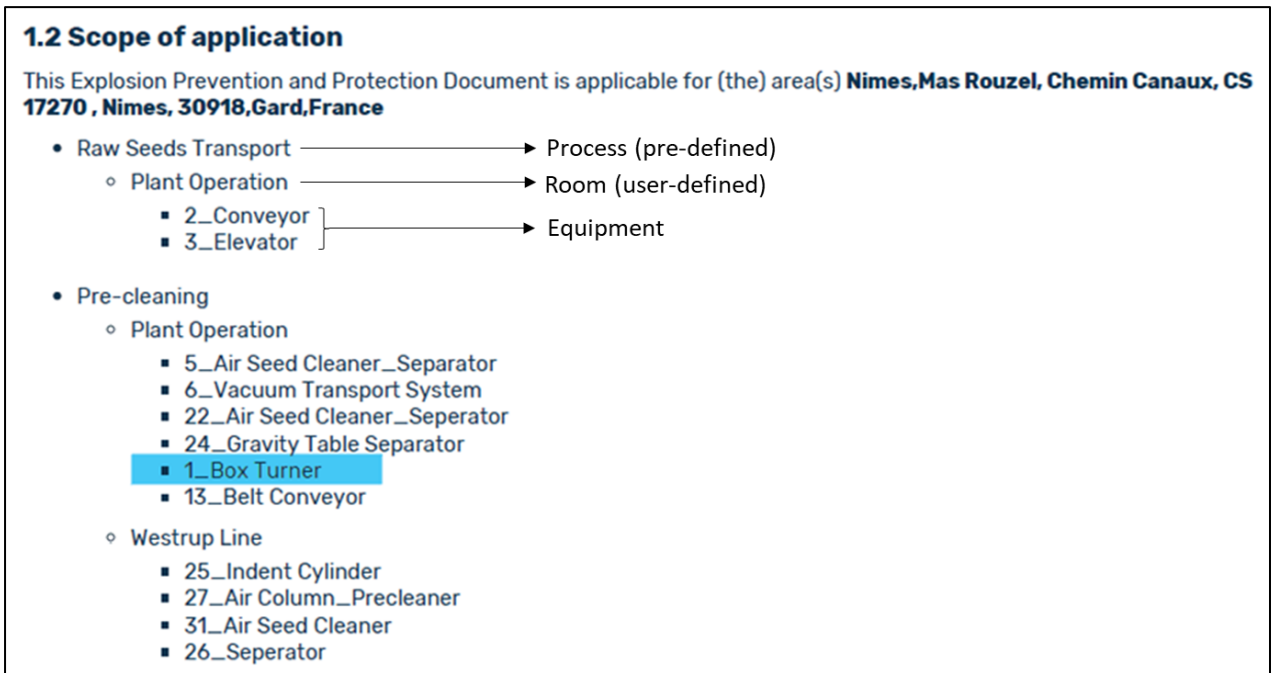 1.2 Scope of application
This Explosion Prevention and Protection Document is applicable for (the) area(s) Nimes,Mas Rouzel, Chemin Canaux, CS
17270 , Nimes, 30918,Gard,France
Raw Seeds Transport
Process (pre-defined)
Plant Operation
Room (user-defined)
2_Conveyor
3_Elevator
Equipment
Pre-cleaning
Plant Operation
5_Air Seed Cleaner_Separator
6_Vacuum Transport System
22_Air Seed Cleaner_Seperator
24_Gravity Table Separator
1_Box Turner
13_Belt Conveyor
Westrup Line
25_Indent Cylinder
27_Air Column_Precleaner
31_Air Seed Cleaner
26_Seperator